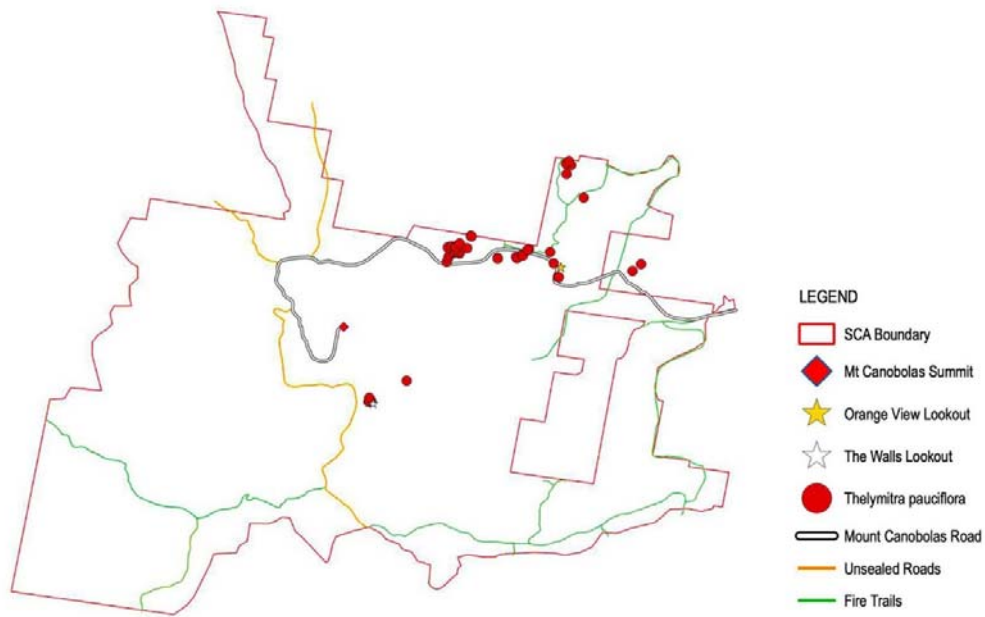 LEGEND
SCA Boundary
Mt Canobolas Summit
Orange View Lookout
The Walls Lookout
Thelymitra pauciflora
Mount Canobolas Road
Unsealed Roads
Fire Trails